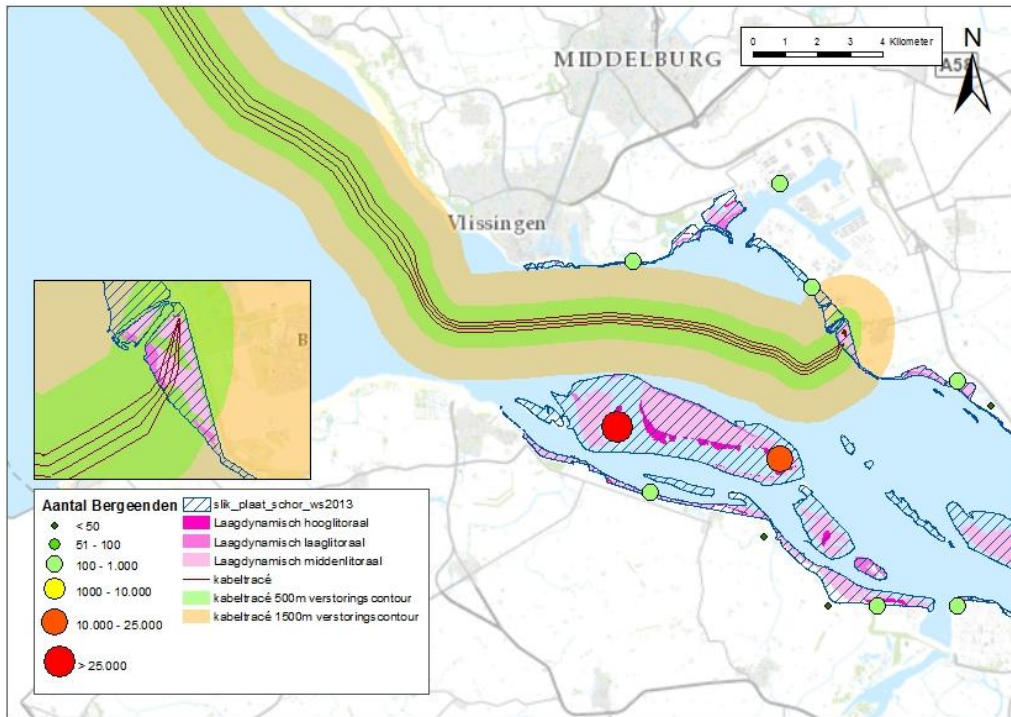 0 1 2 3 4 Kilometer
N
MIDDELBURG
A58
Vlissingen
B
Aantal Bergeenden
< 50
51 - 100
100 - 1.000
1000 - 10.000
10.000 - 25.000
> 25.000
slik_plaat_schor_ws2013
Laagdynamisch hooglitoraal
Laagdynamisch laaglitoraal
Laagdynamisch middenlitoraal
kabeltracé
kabeltracé 500m verstorings contour
kabeltracé 1500m verstoringscontour